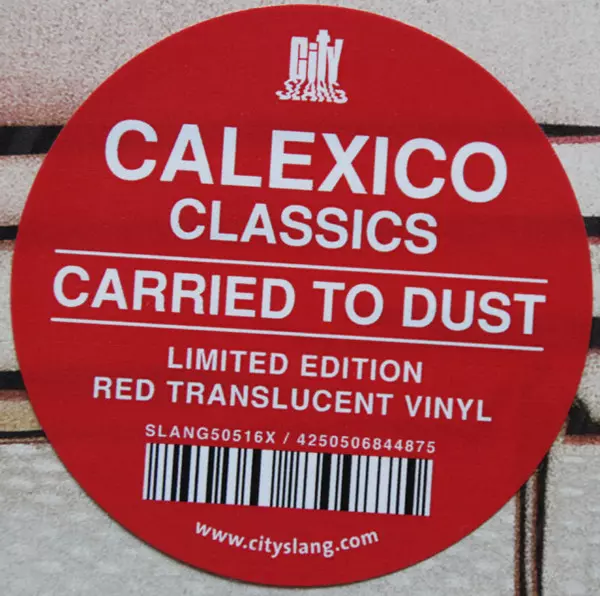 CITY
SLANG
CALEXICO
CLASSICS
CARRIED TO DUST
LIMITED EDITION
RED TRANSLUCENT VINYL
SLANG50516X / 4250506844875
www.cityslang.com